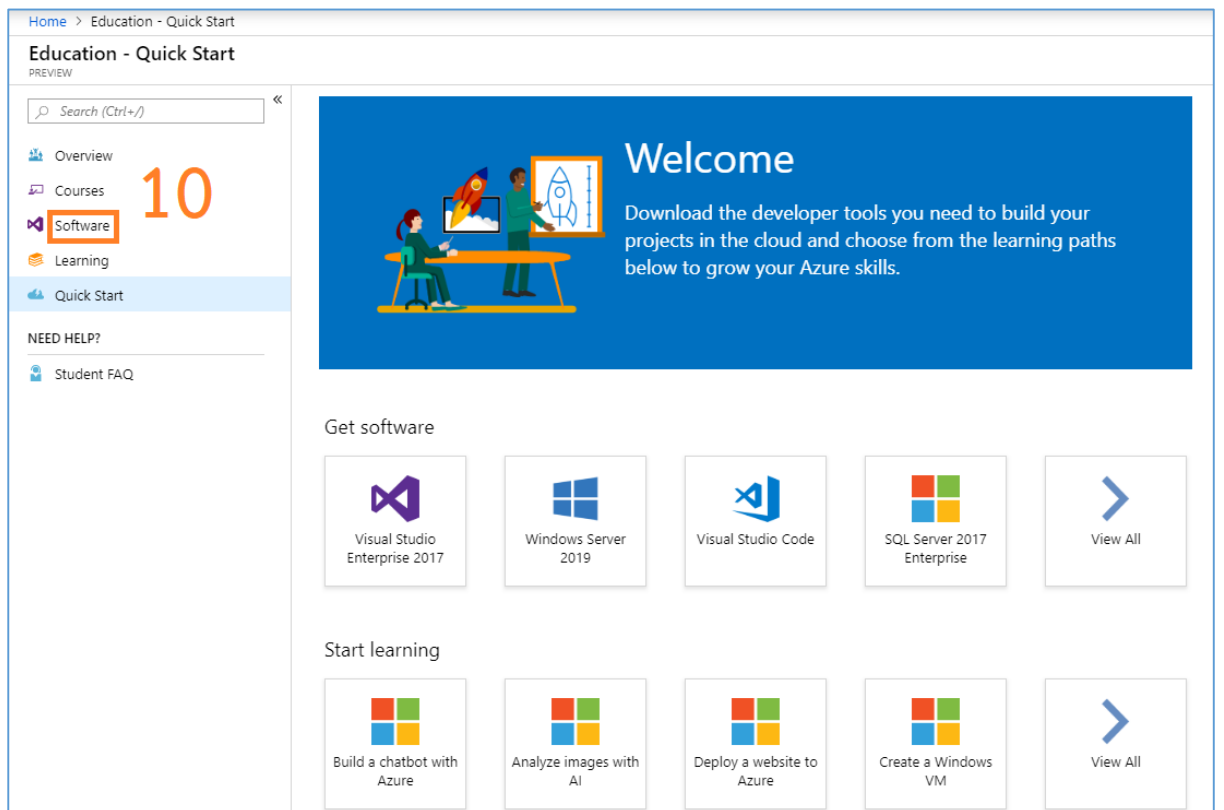 Home > Education - Quick Start
Education - Quick Start
PREVIEW
Search (Ctrl+/)
«
Overview
Courses
10
Software
Learning
Quick Start
NEED HELP?
Student FAQ
Welcome
Download the developer tools you need to build your
projects in the cloud and choose from the learning paths
below to grow your Azure skills.
Get software
Visual Studio
Enterprise 2017
Windows Server
2019
Visual Studio Code
SQL Server 2017
Enterprise
View All
Start learning
Build a chatbot with
Azure
Analyze images with
AI
Deploy a website to
Azure
Create a Windows
VM
View All